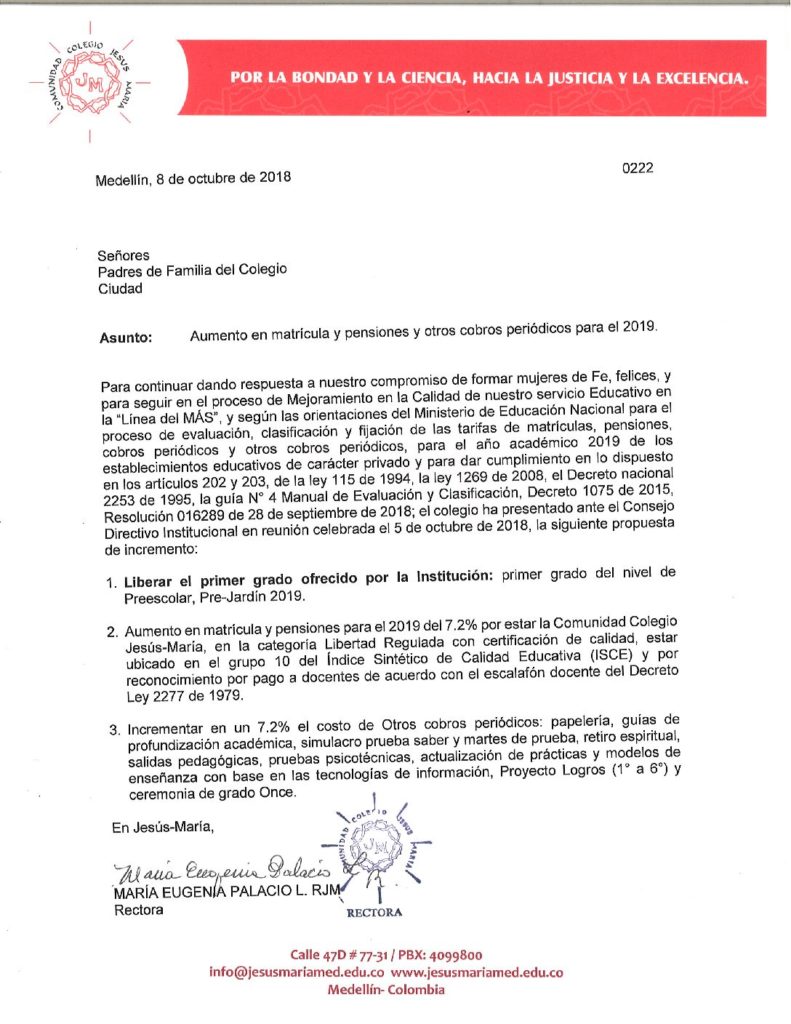 COMUNIDAD COLEGIO JESUS MARIA
JM
POR LA BONDAD Y LA CIENCIA, HACIA LA JUSTICIA Y LA EXCELENCIA.
Medellín, 8 de octubre de 2018
0222
Señores
Padres de Familia del Colegio
Ciudad
Asunto: Aumento en matrícula y pensiones y otros cobros periódicos para el 2019.
Para continuar dando respuesta a nuestro compromiso de formar mujeres de Fe, felices, y
para seguir en el proceso de Mejoramiento en la Calidad de nuestro servicio Educativo en
la “Línea del MÁS”, y según las orientaciones del Ministerio de Educación Nacional para el
proceso de evaluación, clasificación y fijación de las tarifas de matrículas, pensiones,
cobros periódicos y otros cobros periódicos, para el año académico 2019 de los
establecimientos educativos de carácter privado y para dar cumplimiento en lo dispuesto
en los artículos 202 y 203, de la ley 115 de 1994, la ley 1269 de 2008, el Decreto nacional
2253 de 1995, la guía N° 4 Manual de Evaluación y Clasificación, Decreto 1075 de 2015,
Resolución 016289 de 28 de septiembre de 2018; el colegio ha presentado ante el Consejo
Directivo Institucional en reunión celebrada el 5 de octubre de 2018, la siguiente propuesta
de incremento:
1. Liberar el primer grado ofrecido por la Institución: primer grado del nivel de
Preescolar, Pre-Jardín 2019.
2. Aumento en matrícula y pensiones para el 2019 del 7.2% por estar la Comunidad Colegio
Jesús-María, en la categoría Libertad Regulada con certificación de calidad, estar
ubicado en el grupo 10 del Índice Sintético de Calidad Educativa (ISCE) y por
reconocimiento por pago a docentes de acuerdo con el escalafón docente del Decreto
Ley 2277 de 1979.
3. Incrementar en un 7.2% el costo de Otros cobros periódicos: papelería, guías de
profundización académica, simulacro prueba saber y martes de prueba, retiro espiritual,
salidas pedagógicas, pruebas psicotécnicas, actualización de prácticas y modelos de
enseñanza con base en las tecnologías de información, Proyecto Logros (1° a 6°) y
ceremonia de grado Once.
En Jesús-María,
COMUNIDAD COLEGIO JESUS MARIA
JM
María Eugenia Palacio L
MARÍA EUGENIA PALACIO L. RJM
Rectora
RECTORA
Calle 47D # 77-31 / PBX: 4099800
info@jesusmariamed.edu.co www.jesusmariamed.edu.co
Medellín- Colombia